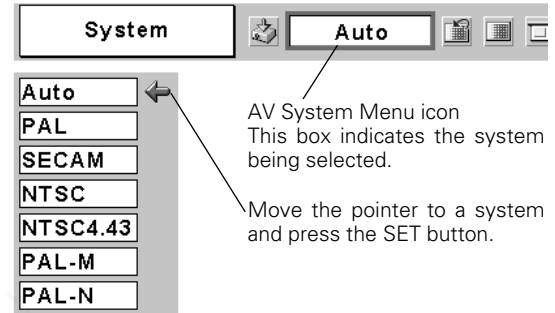 System Auto
Auto
PAL
SECAM
NTSC
NTSC4.43
PAL-M
PAL-N
AV System Menu icon
This box indicates the system
being selected.
Move the pointer to a system
and press the SET button.